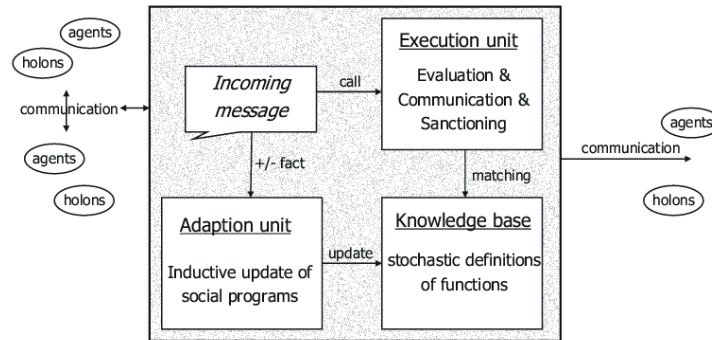 agents
holons
communication
agents
holons
Incoming
message
call
+/- fact
Execution unit
Evaluation &
Communication &
Sanctioning
matching
Adaption unit
Inductive update of
social programs
update
Knowledge base
stochastic definitions
of functions
communication
agents
holons